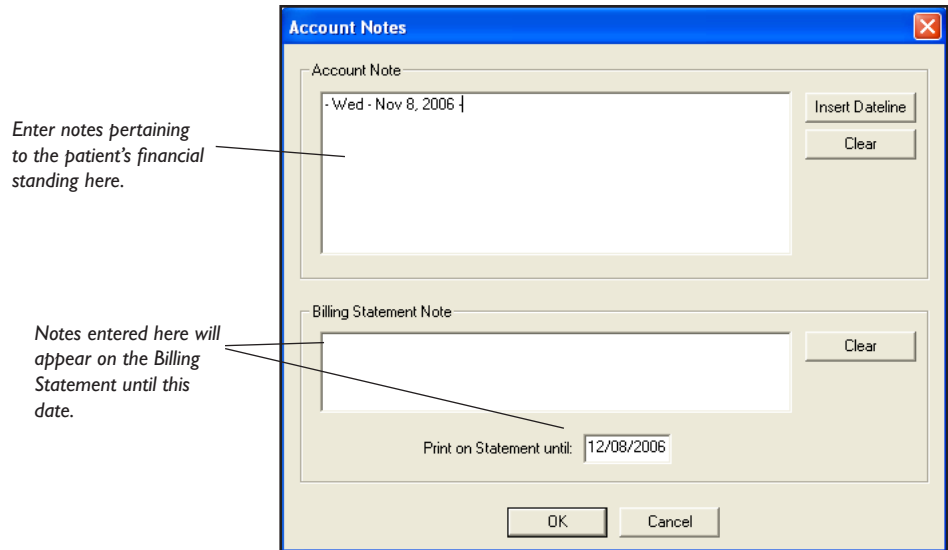 Account Notes
Account Note
- Wed - Nov 8, 2006 -
Insert Dateline
Clear
Enter notes pertaining
to the patient's financial
standing here.
Billing Statement Note
Clear
Notes entered here will
appear on the Billing
Statement until this
date.
Print on Statement until: 12/08/2006
OK Cancel